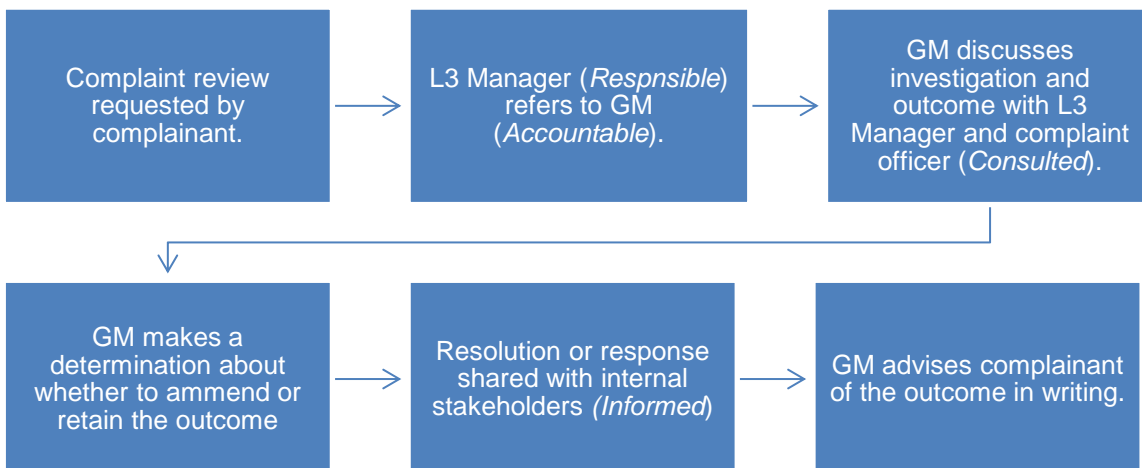 Complaint review
requested by
complainant.
L3 Manager (Respnsible)
refers to GM
(Accountable).
GM discusses
investigation and
outcome with L3
Manager and complaint
officer (Consulted).
GM makes a
determination about
whether to ammend or
retain the outcome
Resolution or response
shared with internal
stakeholders (Informed)
GM advises complainant
of the outcome in writing.